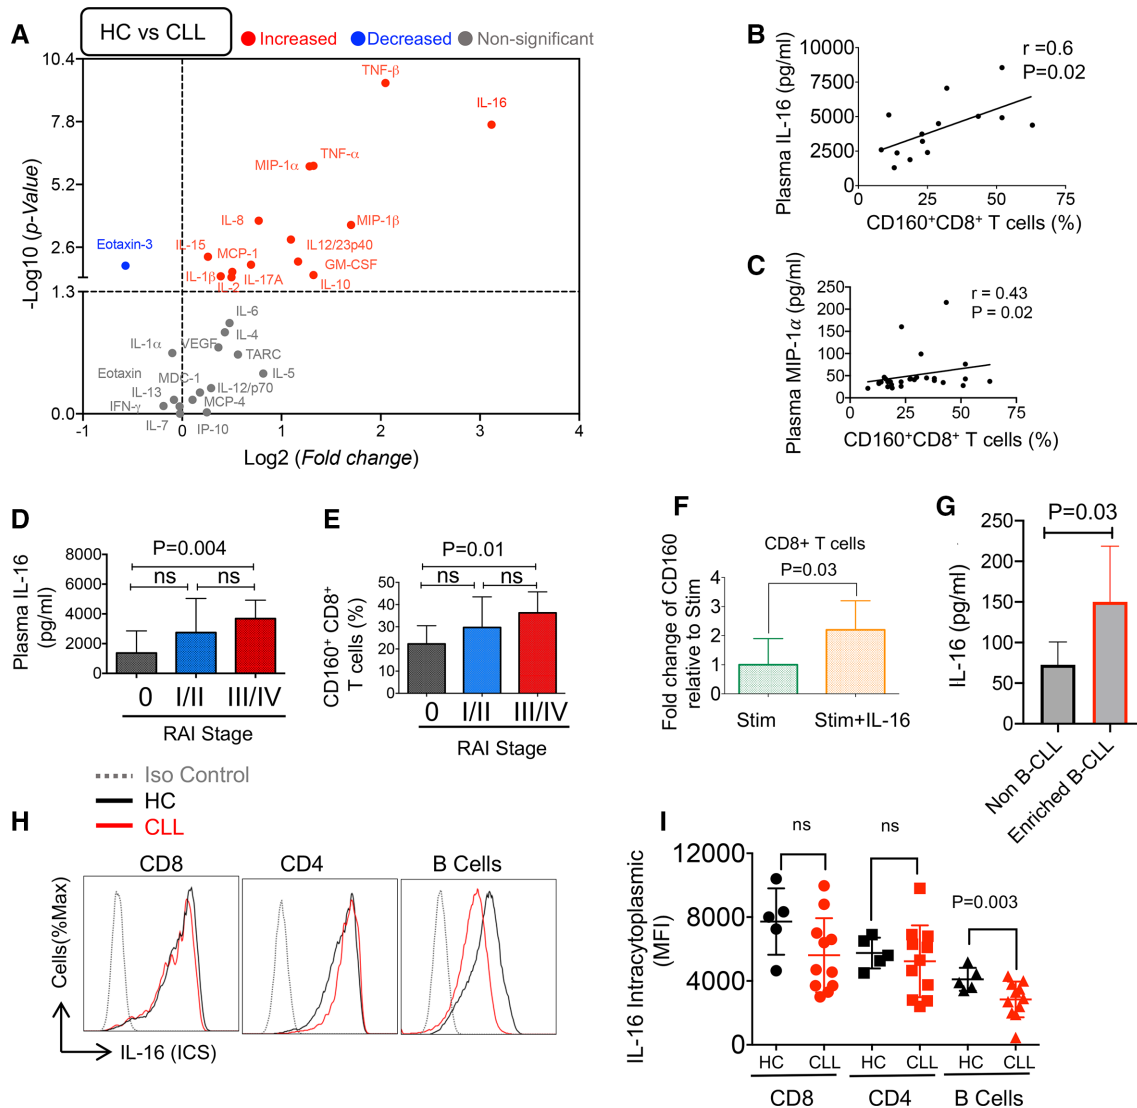 A
HC vs CLL
Increased
Decreased
Non-significant
-Log10 (p-Value)
10.4
7.8
5.2
2.6
1.3
0.0
TNF-β
IL-16
MIP-1α
TNF-α
IL-8
MIP-1β
Eotaxin-3
IL-15
MCP-1
IL12/23p40
GM-CSF
IL-1β
IL-2
IL-17A
IL-10
IL-6
IL-4
IL-1α
VEGF
TARC
Eotaxin
MDC-1
IL-12/p70
IL-5
IL-13
MCP-4
IFN-γ
IL-7
IP-10
-1
0
1
2
3
4
Log2 (Fold change)
B
Plasma IL-16 (pg/ml)
10000
7500
5000
2500
0
r =0.6
P=0.02
0
25
50
75
CD160+CD8+ T cells (%)
C
Plasma MIP-1α (pg/ml)
250
200
150
100
50
0
r = 0.43
P = 0.02
0
25
50
75
CD160+CD8+ T cells (%)
D
Plasma IL-16
(pg/ml)
8000
6000
4000
2000
0
P=0.004
ns
ns
0
I/II
III/IV
RAI Stage
E
CD160+ CD8+
T cells (%)
50
40
30
20
10
0
P=0.01
ns
ns
0
I/II
III/IV
RAI Stage
F
Fold change of CD160
relative to Stim
CD8+ T cells
P=0.03
4
3
2
1
0
Stim
Stim+IL-16
G
IL-16 (pg/ml)
250
200
150
100
50
0
P=0.03
Non B-CLL
Enriched B-CLL
H
Iso Control
HC
CLL
CD8
CD4
B Cells
Cells(%Max)
IL-16 (ICS)
I
IL-16 Intracytoplasmic
(MFI)
12000
8000
4000
0
ns
ns
P=0.003
HC
CLL
HC
CLL
HC
CLL
CD8
CD4
B Cells